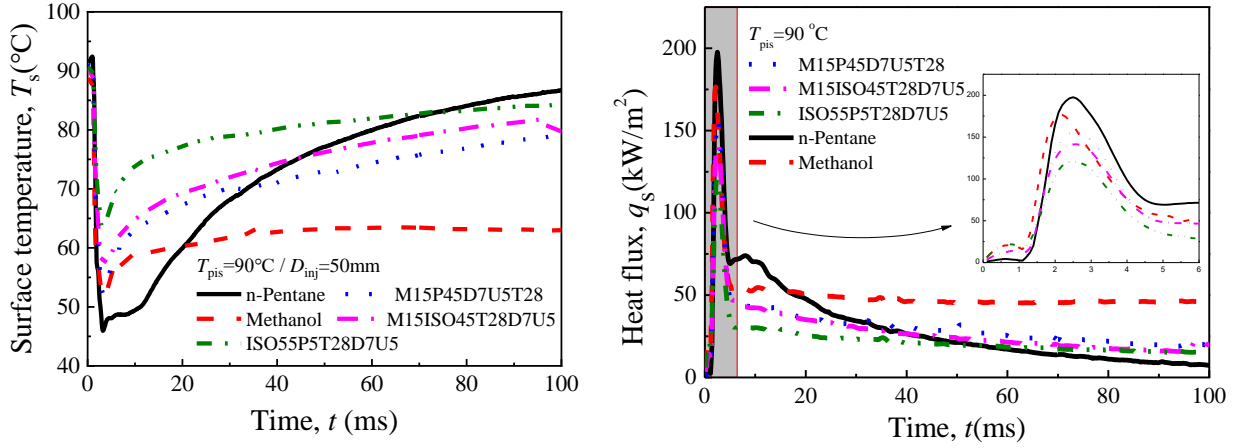 Surface temperature, Ts(°C)
100
90
80
70
60
50
40
Tpis=90°C / Dinj=50mm
n-Pentane
M15P45D7U5T28
Methanol
M15ISO45T28D7U5
ISO55P5T28D7U5
0
20
40
60
80
100
Time, t (ms)
Heat flux, qs(kW/m²)
250
200
150
100
50
0
Tpis=90 °C
M15P45D7U5T28
M15ISO45T28D7U5
ISO55P5T28D7U5
n-Pentane
Methanol
200
150
100
50
0
0
1
2
3
4
5
6
0
20
40
60
80
100
Time, t(ms)